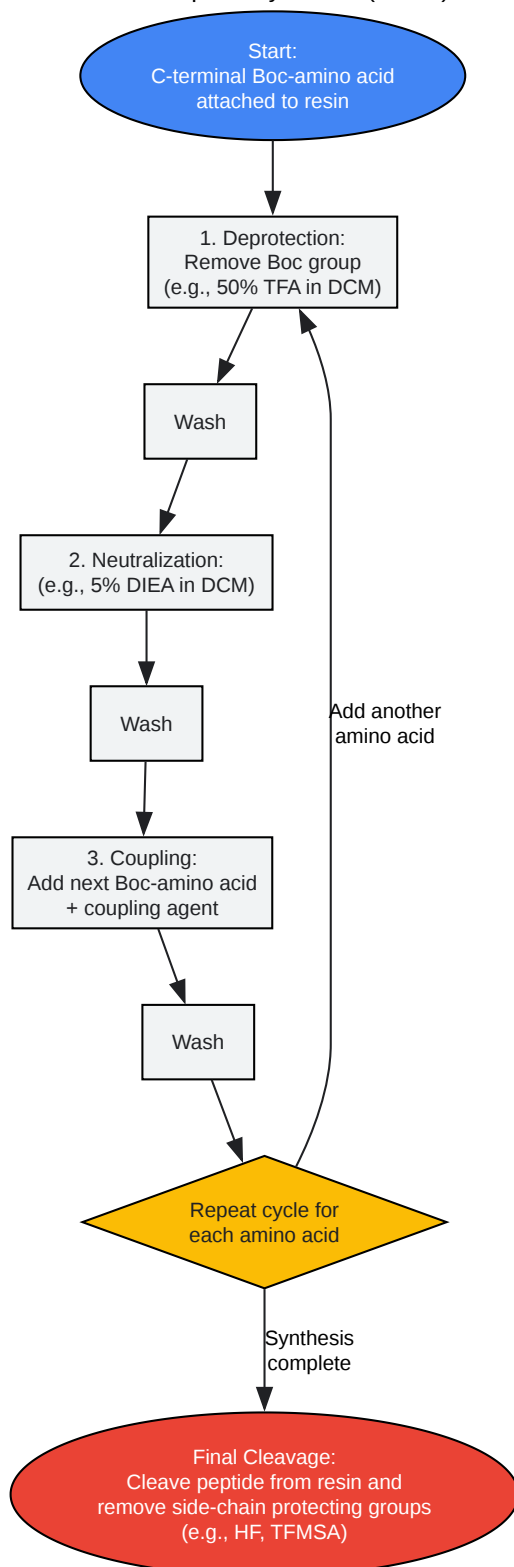 Start:
C-terminal Boc-amino acid
attached to resin
1. Deprotection:
Remove Boc group
(e.g., 50% TFA in DCM)
Wash
2. Neutralization:
(e.g., 5% DIEA in DCM)
Wash
Add another
amino acid
3. Coupling:
Add next Boc-amino acid
+ coupling agent
Wash
Repeat cycle for
each amino acid
Synthesis
complete
Final Cleavage:
Cleave peptide from resin and
remove side-chain protecting groups
(e.g., HF, TFMSA)